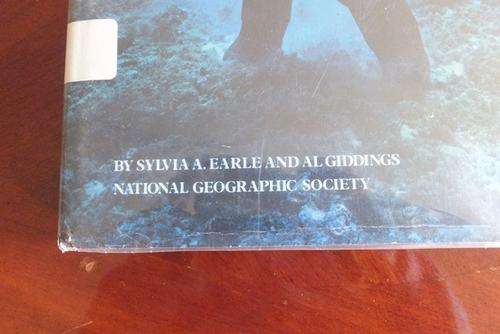 BY SYLVIA A. EARLE AND AL GIDDINGS
NATIONAL GEOGRAPHIC SOCIETY